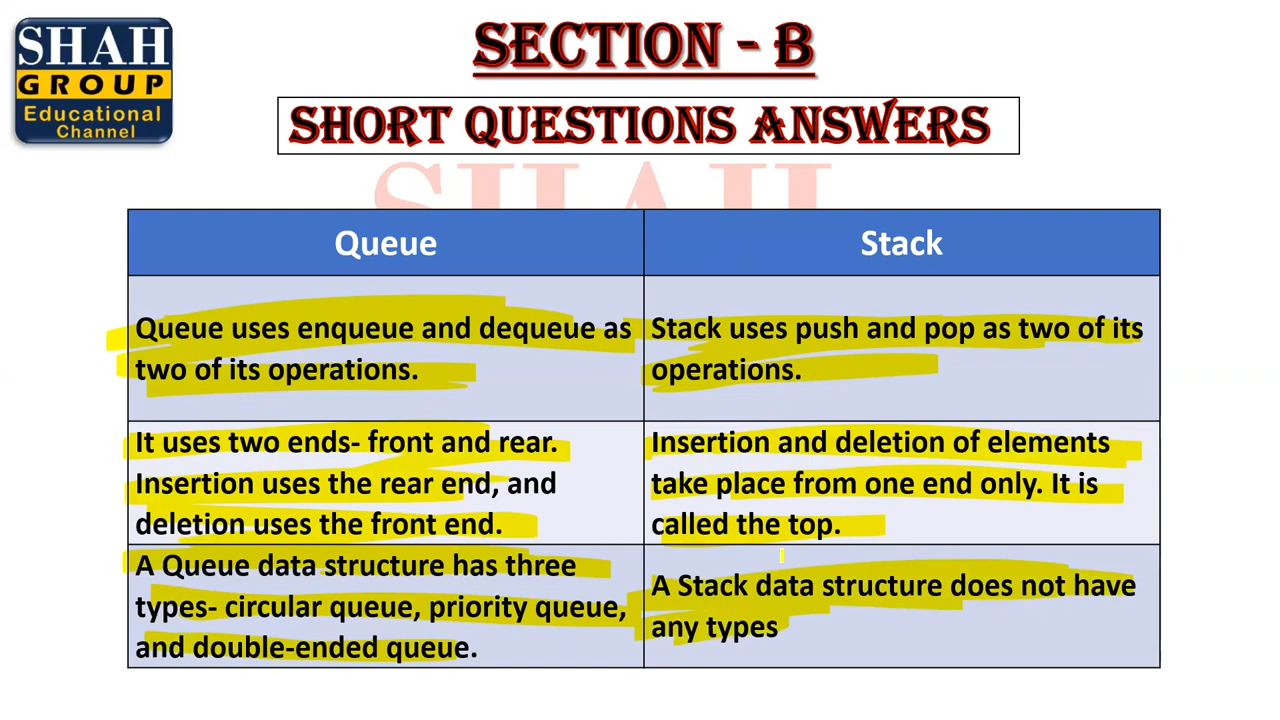 SHAH
GROUP
Educational
Channel
SECTION - B
SHORT QUESTIONS ANSWERS
SHAH
Queue
Stack
Queue uses enqueue and dequeue as
two of its operations.
Stack uses push and pop as two of its
operations.
It uses two ends- front and rear.
Insertion uses the rear end, and
deletion uses the front end.
Insertion and deletion of elements
take place from one end only. It is
called the top.
A Queue data structure has three
types- circular queue, priority queue,
and double-ended queue.
A Stack data structure does not have
any types